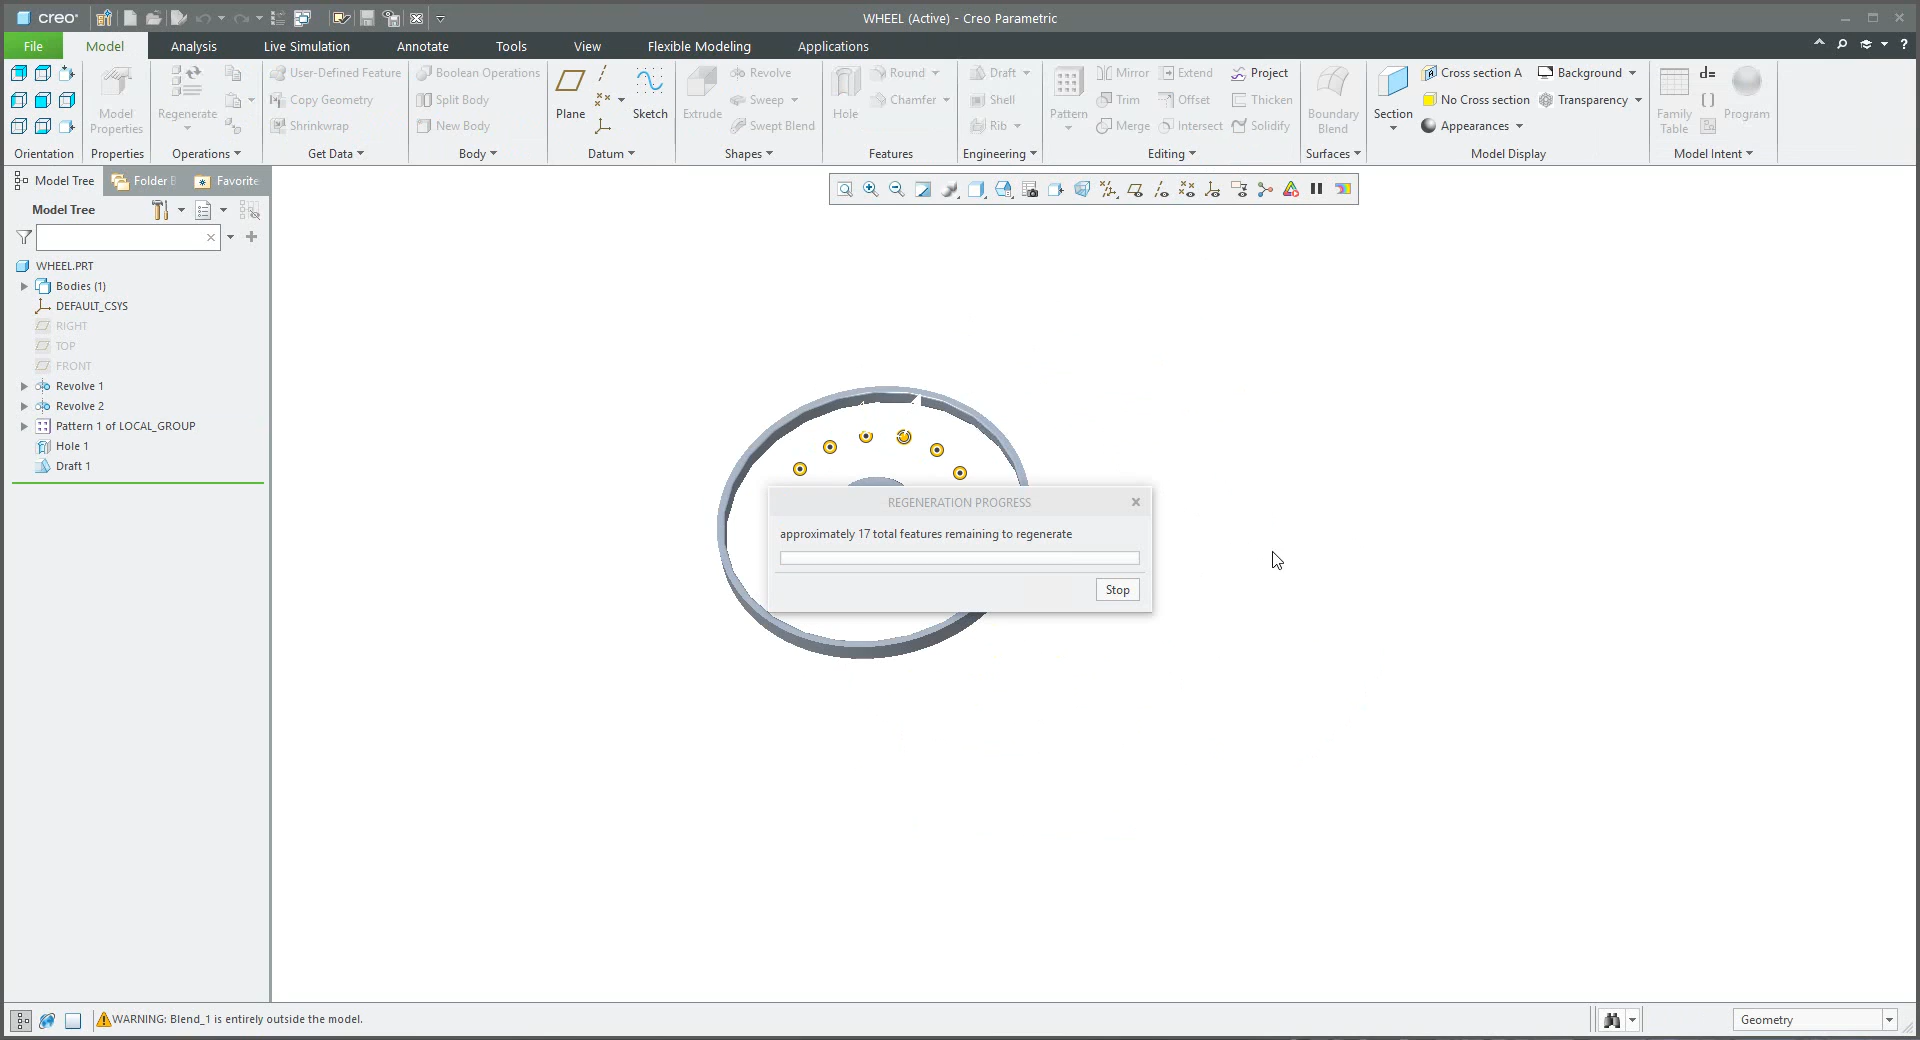 creo
WHEEL (Active) - Creo Parametric
File Model Analysis Live Simulation Annotate Tools View Flexible Modeling Applications
Model Properties
Properties
Orientation
Regenerate
Operations
User-Defined Feature
Copy Geometry
Shrinkwrap
Get Data
Boolean Operations
Split Body
New Body
Body
Plane
Sketch
Datum
Extrude
Revolve
Sweep
Swept Blend
Shapes
Hole
Round
Chamfer
Features
Draft
Shell
Rib
Engineering
Pattern
Mirror
Trim
Merge
Extend
Offset
Intersect
Project
Thicken
Solidify
Editing
Boundary Blend
Surfaces
Section
Cross section A
No Cross section
Appearances
Background
Transparency
Model Display
Family Table
d=
Program
Model Intent
Model Tree
Folder
Favorite
Model Tree
WHEEL.PRT
Bodies (1)
DEFAULT_CSYS
RIGHT
TOP
FRONT
Revolve 1
Revolve 2
Pattern 1 of LOCAL_GROUP
Hole 1
Draft 1
REGENERATION PROGRESS
approximately 17 total features remaining to regenerate
Stop
WARNING: Blend_1 is entirely outside the model.
Geometry